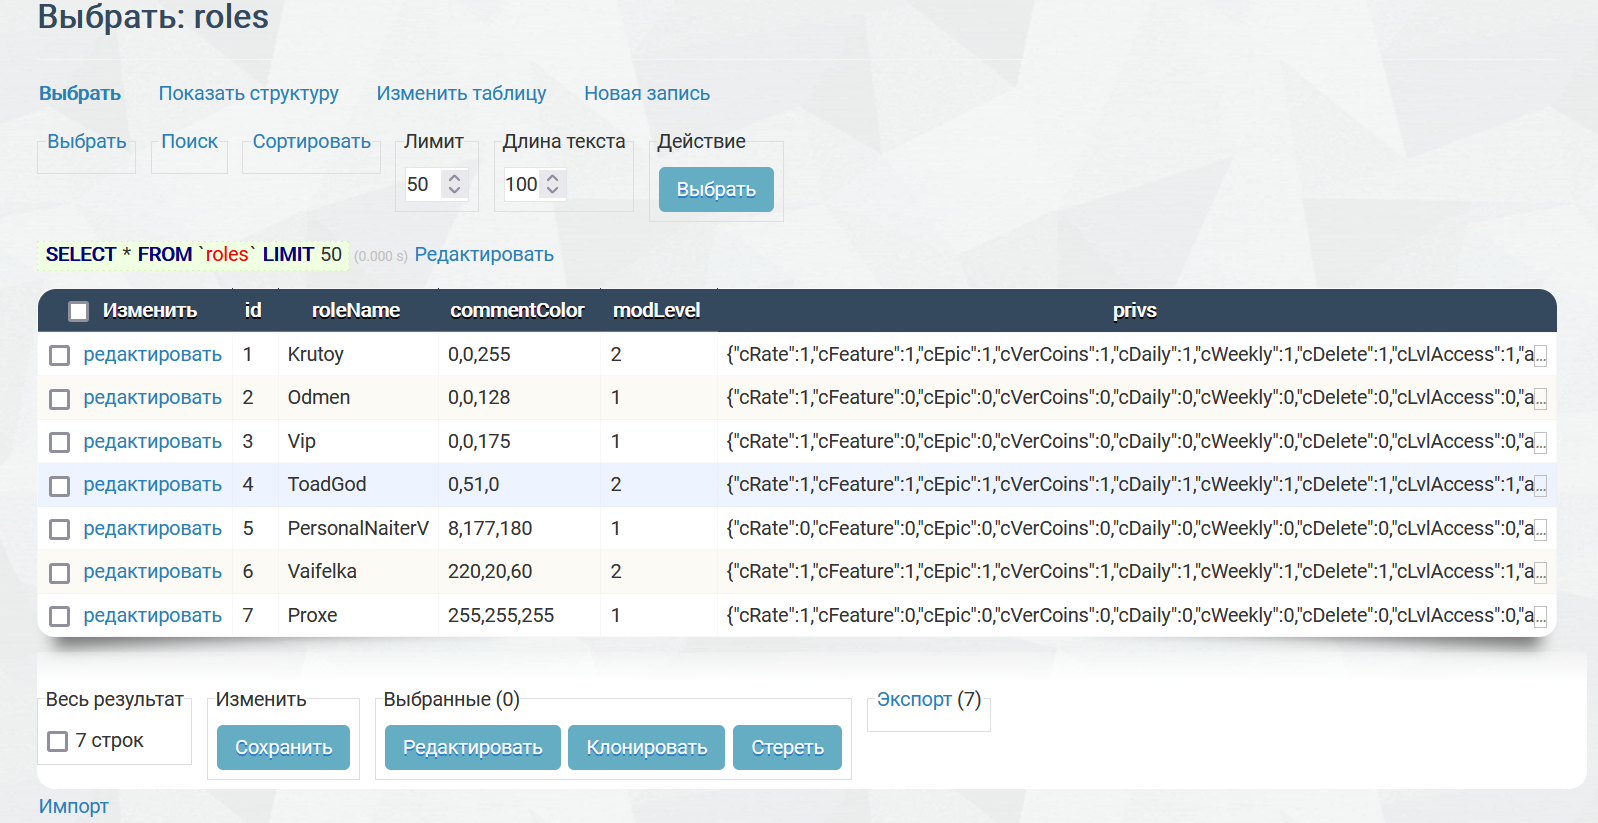 Выбрать: roles
Выбрать Показать структуру Изменить таблицу Новая запись
Выбрать Поиск Сортировать Лимит Длина текста Действие
50 100 Выбрать
SELECT * FROM `roles` LIMIT 50 (0.000 s) Редактировать
Изменить id roleName commentColor modLevel privs
редактировать 1 Krutoy 0,0,255 2 {"cRate":1,"cFeature":1,"cEpic":1,"cVerCoins":1,"cDaily":1,"cWeekly":1,"cDelete":1,"cLvlAccess":1,"a...
редактировать 2 Odmen 0,0,128 1 {"cRate":1,"cFeature":0,"cEpic":0,"cVerCoins":0,"cDaily":0,"cWeekly":0,"cDelete":0,"cLvlAccess":0,"a...
редактировать 3 Vip 0,0,175 1 {"cRate":1,"cFeature":0,"cEpic":0,"cVerCoins":0,"cDaily":0,"cWeekly":0,"cDelete":0,"cLvlAccess":0,"a...
редактировать 4 ToadGod 0,51,0 2 {"cRate":1,"cFeature":1,"cEpic":1,"cVerCoins":1,"cDaily":1,"cWeekly":1,"cDelete":1,"cLvlAccess":1,"a...
редактировать 5 PersonalNaiterV 8,177,180 1 {"cRate":0,"cFeature":0,"cEpic":0,"cVerCoins":0,"cDaily":0,"cWeekly":0,"cDelete":0,"cLvlAccess":0,"a...
редактировать 6 Vaifelka 220,20,60 2 {"cRate":1,"cFeature":1,"cEpic":1,"cVerCoins":1,"cDaily":1,"cWeekly":1,"cDelete":1,"cLvlAccess":1,"a...
редактировать 7 Proxe 255,255,255 1 {"cRate":1,"cFeature":0,"cEpic":0,"cVerCoins":0,"cDaily":0,"cWeekly":0,"cDelete":0,"cLvlAccess":0,"a...
Весь результат Изменить Выбранные (0) Экспорт (7)
7 строк Сохранить Редактировать Клонировать Стереть
Импорт